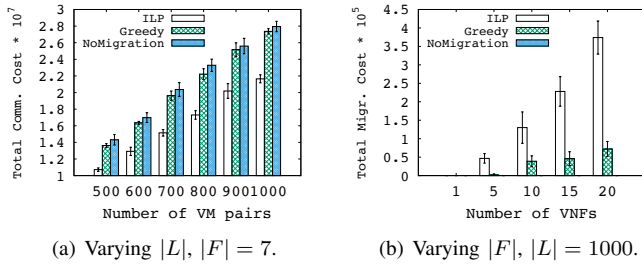 Total Comm. Cost * 10^7
3
2.8
2.6
2.4
2.2
2
1.8
1.6
1.4
1.2
1
ILP
Greedy
NoMigration
500 600 700 800 900 1000
Number of VM pairs
(a) Varying |L|, |F| = 7.
Total Migr. Cost * 10^5
4.5
4
3.5
3
2.5
2
1.5
1
0.5
0
ILP
Greedy
NoMigration
1 5 10 15 20
Number of VNFs
(b) Varying |F|, |L| = 1000.